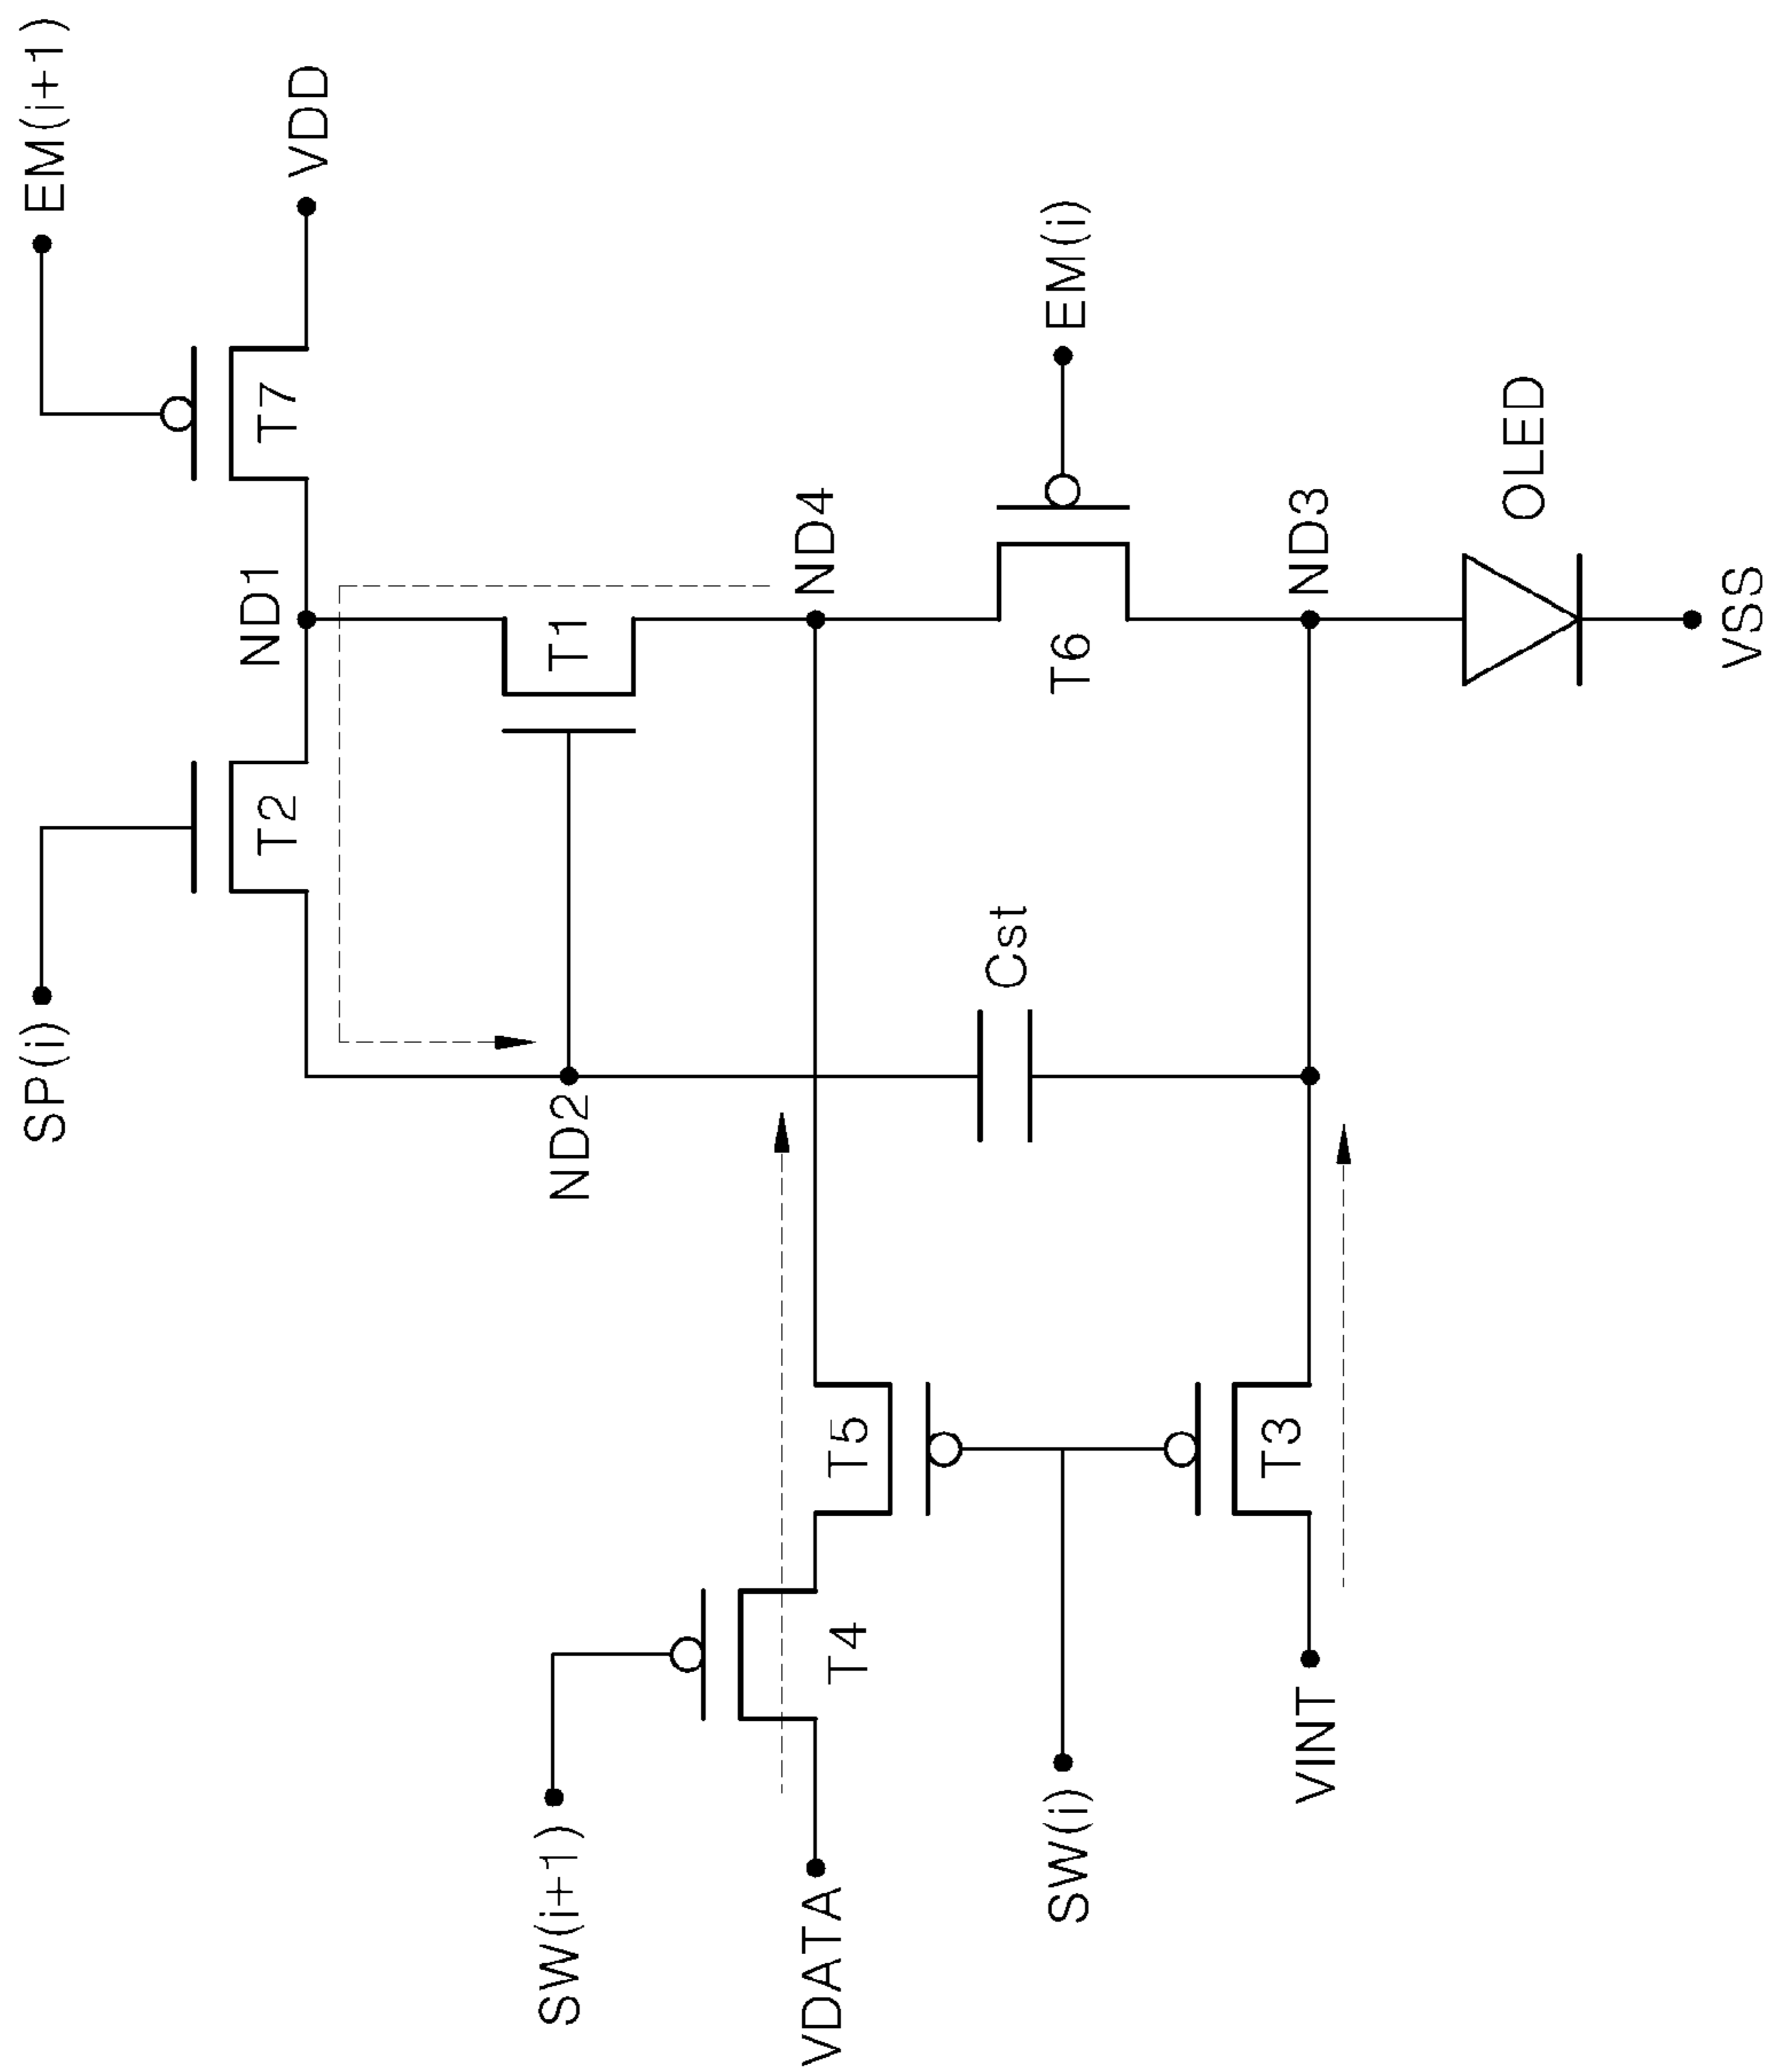 EM(i+1)
VDD
SP(i)
T7
T2
ND1
T1
ND2
ND4
EM(i)
T6
Cst
ND3
OLED
VSS
T5
T4
T3
SW(i+1)
VDATA
SW(i)
VINT